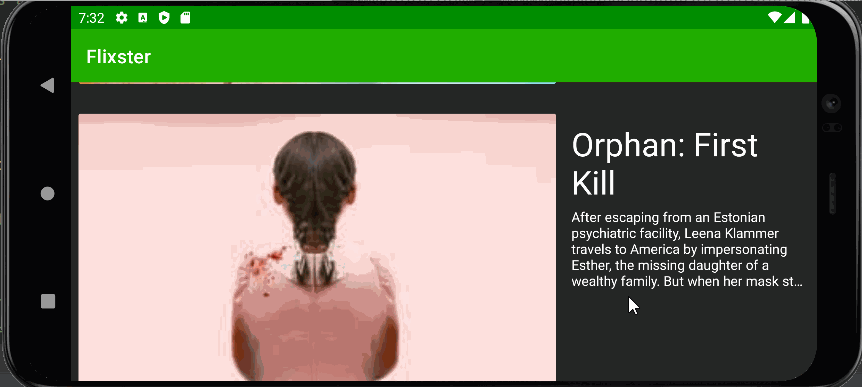 7:32
Flixster
Orphan: First
Kill
After escaping from an Estonian
psychiatric facility, Leena Klammer
travels to America by impersonating
Esther, the missing daughter of a
wealthy family. But when her mask st...